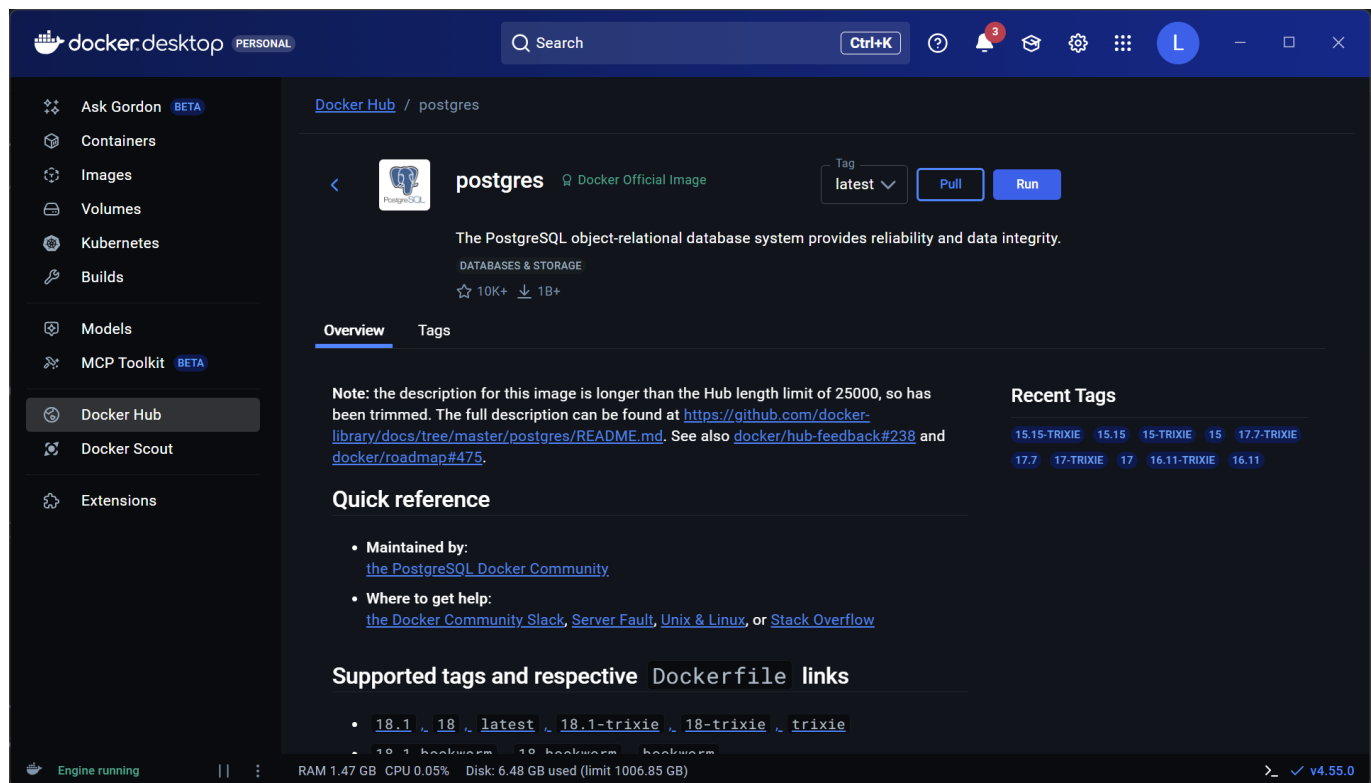 docker.desktop PERSONAL
Search
Ctrl+K
3
L
Ask Gordon BETA
Containers
Images
Volumes
Kubernetes
Builds
Models
MCP Toolkit BETA
Docker Hub
Docker Scout
Extensions
Docker Hub / postgres
PostgreSQL
postgres
Docker Official Image
Tag
latest
Pull
Run
The PostgreSQL object-relational database system provides reliability and data integrity.
DATABASES & STORAGE
10K+ 1B+
Overview Tags
Note: the description for this image is longer than the Hub length limit of 25000, so has
been trimmed. The full description can be found at https://github.com/docker-
library/docs/tree/master/postgres/README.md. See also docker/hub-feedback#238 and
docker/roadmap#475.
Quick reference
• Maintained by:
the PostgreSQL Docker Community
• Where to get help:
the Docker Community Slack, Server Fault, Unix & Linux, or Stack Overflow
Supported tags and respective Dockerfile links
• 18.1 , 18 , latest , 18.1-trixie , 18-trixie , trixie
• 18.1-bookworm , 18-bookworm , bookworm
Recent Tags
15.15-TRIXIE 15.15 15-TRIXIE 15 17.7-TRIXIE
17.7 17-TRIXIE 17 16.11-TRIXIE 16.11
Engine running
RAM 1.47 GB CPU 0.05% Disk: 6.48 GB used (limit 1006.85 GB)
>_
v4.55.0